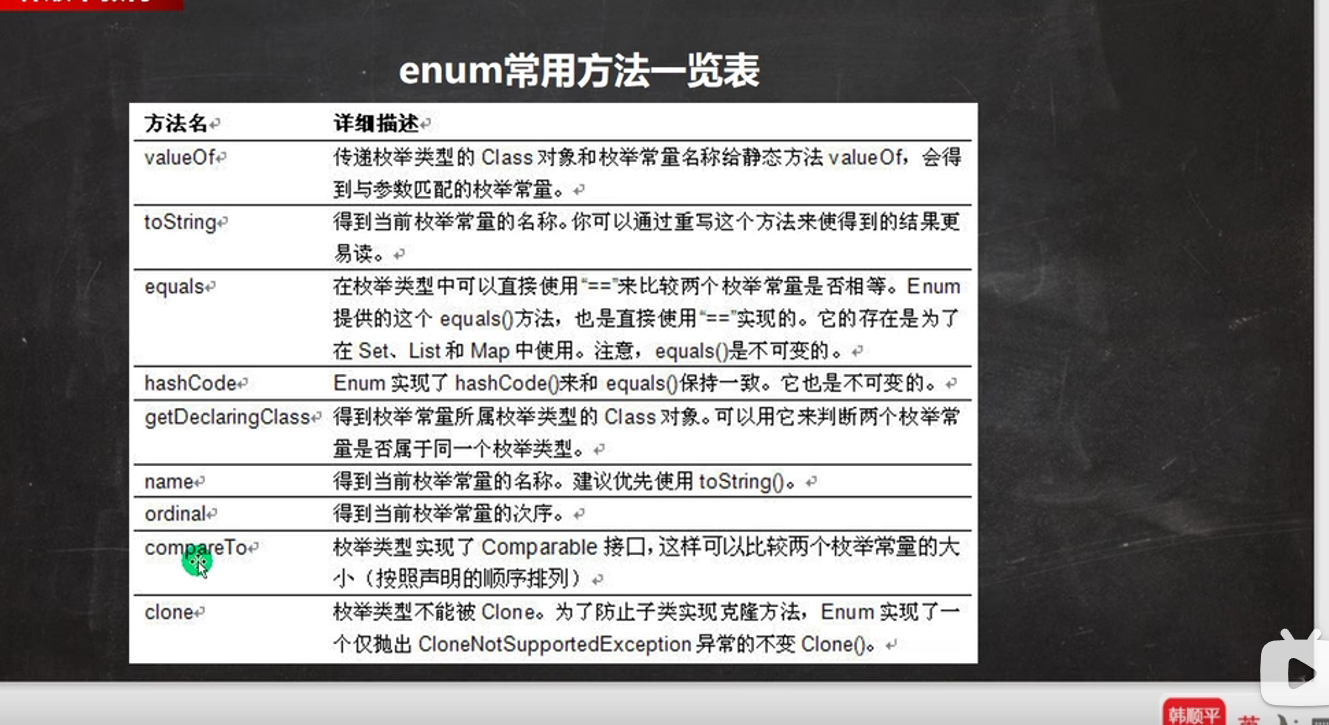 enum常用方法一览表
方法名 详细描述
valueOf 传递枚举类型的 Class 对象和枚举常量名称给静态方法 valueOf，会得
到与参数匹配的枚举常量。
toString 得到当前枚举常量的名称。你可以通过重写这个方法来使得到的结果更
易读。
equals 在枚举类型中可以直接使用“==”来比较两个枚举常量是否相等。Enum
提供的这个 equals()方法，也是直接使用“==”实现的。它的存在是为了
在 Set、List 和 Map 中使用。注意，equals()是不可变的。
hashCode Enum 实现了 hashCode()来和 equals()保持一致。它也是不可变的。
getDeclaringClass 得到枚举常量所属枚举类型的 Class 对象。可以用它来判断两个枚举常
量是否属于同一个枚举类型。
name 得到当前枚举常量的名称。建议优先使用 toString()。
ordinal 得到当前枚举常量的次序。
compareTo 枚举类型实现了 Comparable 接口，这样可以比较两个枚举常量的大
小（按照声明的顺序排列）
clone 枚举类型不能被 Clone。为了防止子类实现克隆方法，Enum 实现了一
个仅抛出 CloneNotSupportedException 异常的不变 Clone()。
韩顺平 英